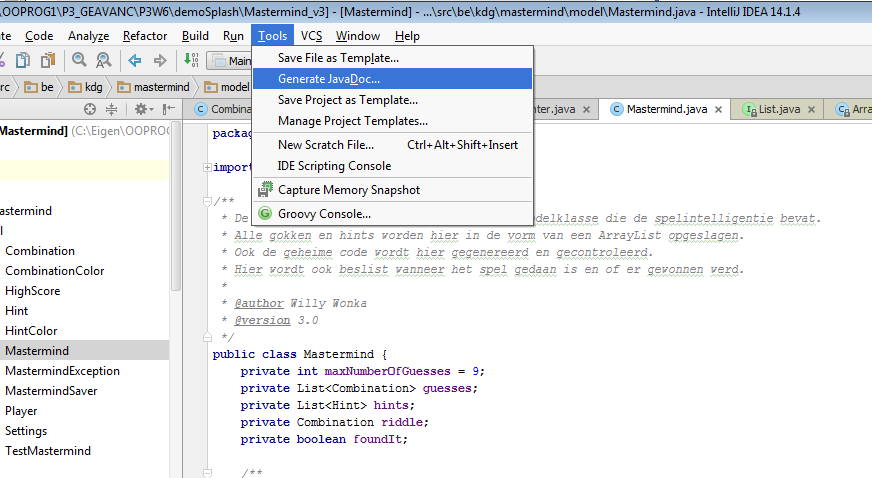 \OOPROG1\P3_GEAVANC\P3W6\demoSplash\Mastermind_v3] - [Mastermind] - ...\src\be\kdg\mastermind\model\Mastermind.java - IntelliJ IDEA 14.1.4
te Code Analyze Refactor Build Run Tools VCS Window Help
Main
rc be kdg mastermind model
Save File as Template...
Generate JavaDoc...
Save Project as Template...
Manage Project Templates...
New Scratch File... Ctrl+Alt+Shift+Insert
IDE Scripting Console
Capture Memory Snapshot
Groovy Console...
Combina nter.java Mastermind.java List.java Arra
Mastermind] (C:\Eigen\OOPROG
astermind
l
Combination
CombinationColor
HighScore
Hint
HintColor
Mastermind
MastermindException
MastermindSaver
Player
Settings
TestMastermind
packag
import
/**
* De delklasse die de spelintelligentie bevat.
* Alle gokken en hints worden hier in de vorm van een ArrayList opgeslagen.
* Ook de geheime code wordt hier gegenereerd en gecontroleerd.
* Hier wordt ook beslist wanneer het spel gedaan is en of er gewonnen werd.
*
* @author Willy Wonka
* @version 3.0
*/
public class Mastermind {
private int maxNumberOfGuesses = 9;
private List<Combination> guesses;
private List<Hint> hints;
private Combination riddle;
private boolean foundIt;
/**